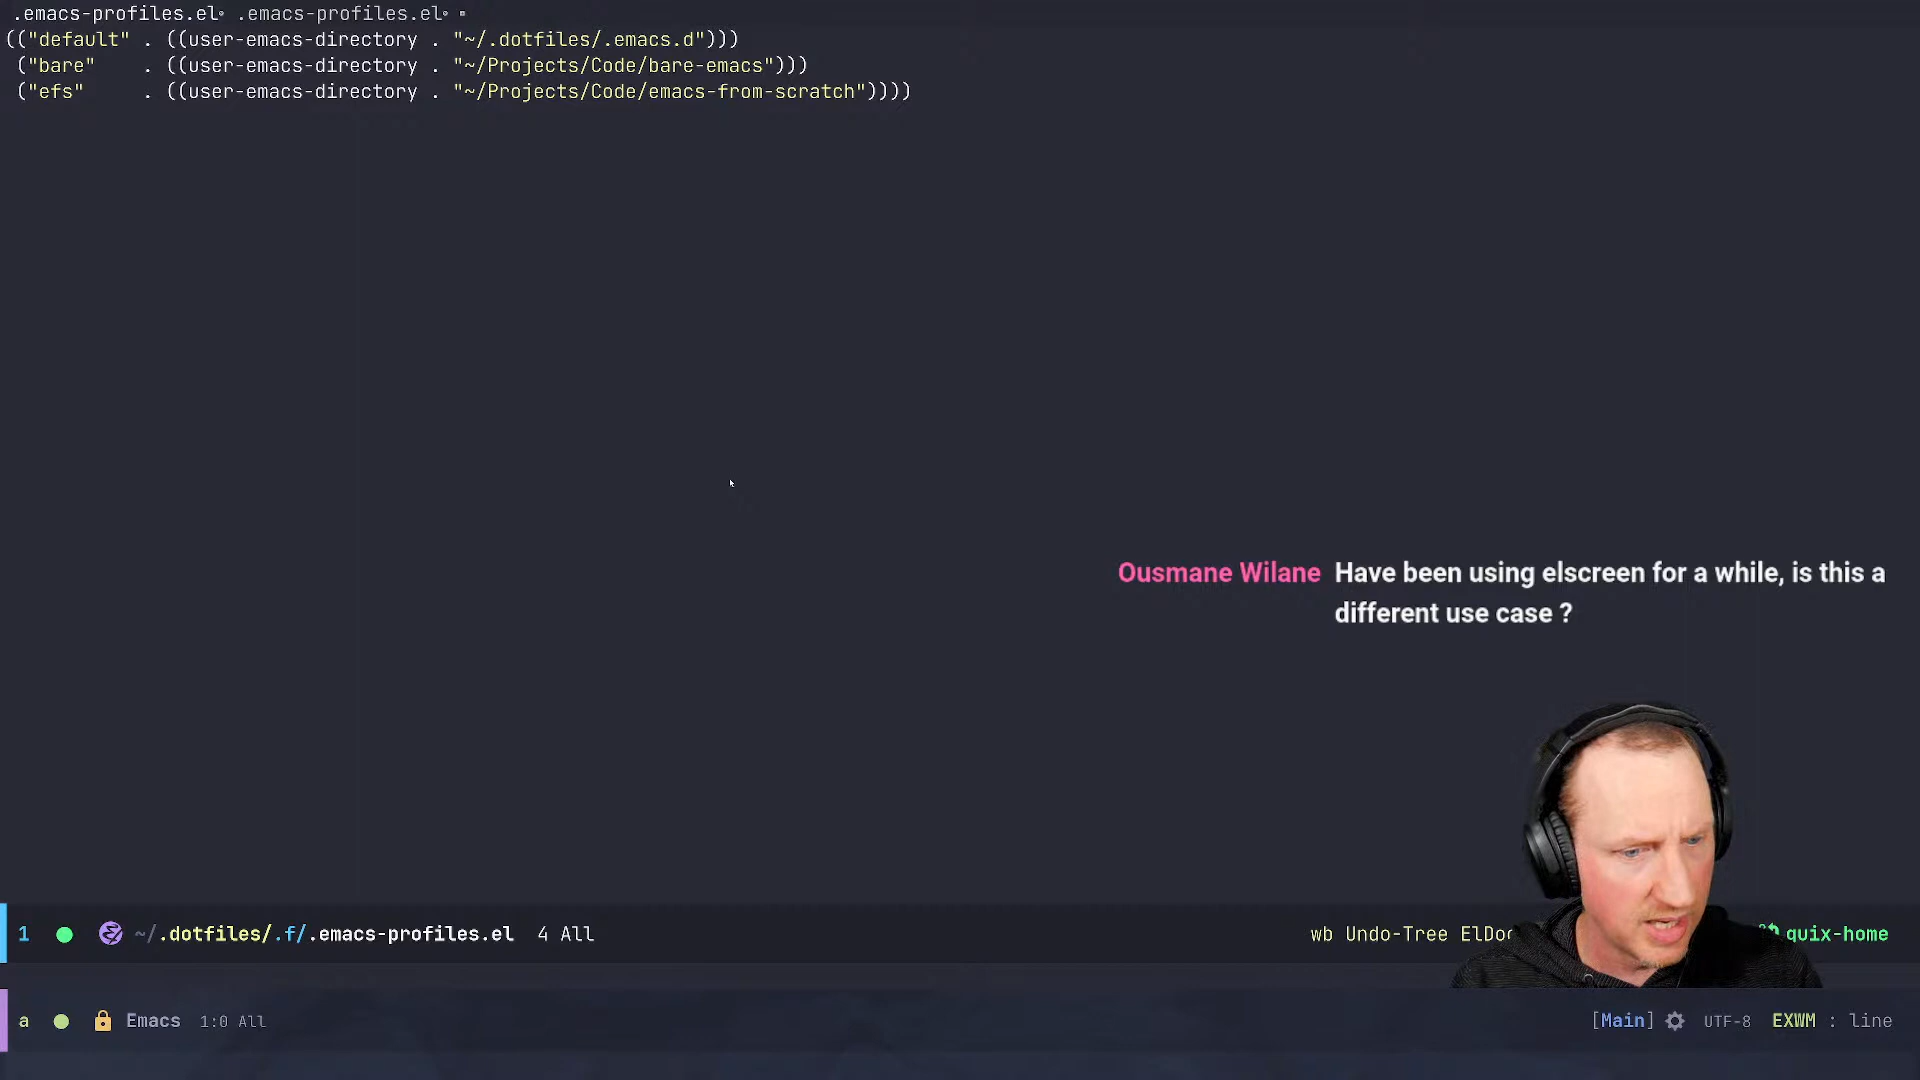 .emacs-profiles.el .emacs-profiles.el
(("default" . ((user-emacs-directory . "~/.dotfiles/.emacs.d")))
("bare" . ((user-emacs-directory . "~/Projects/Code/bare-emacs")))
("efs" . ((user-emacs-directory . "~/Projects/Code/emacs-from-scratch"))))
Ousmane Wilane Have been using elscreen for a while, is this a
different use case ?
1 ~/.dotfiles/.f/.emacs-profiles.el 4 All wb Undo-Tree
a Emacs 1:0 All [Main] UTF-8 EXWM : line